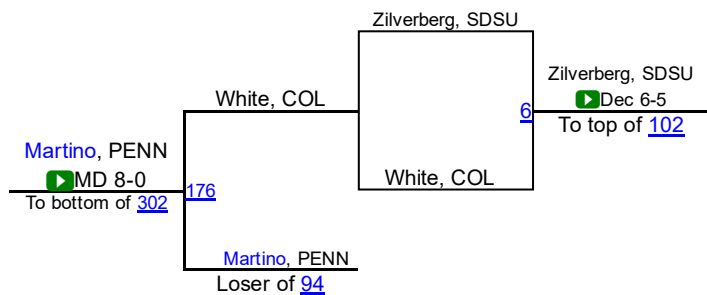 Zilverberg, SDSU
Zilverberg, SDSU
White, COL
Dec 6-5
6
To top of 102
Martino, PENN
MD 8-0
White, COL
176
To bottom of 302
Martino, PENN
Loser of 94